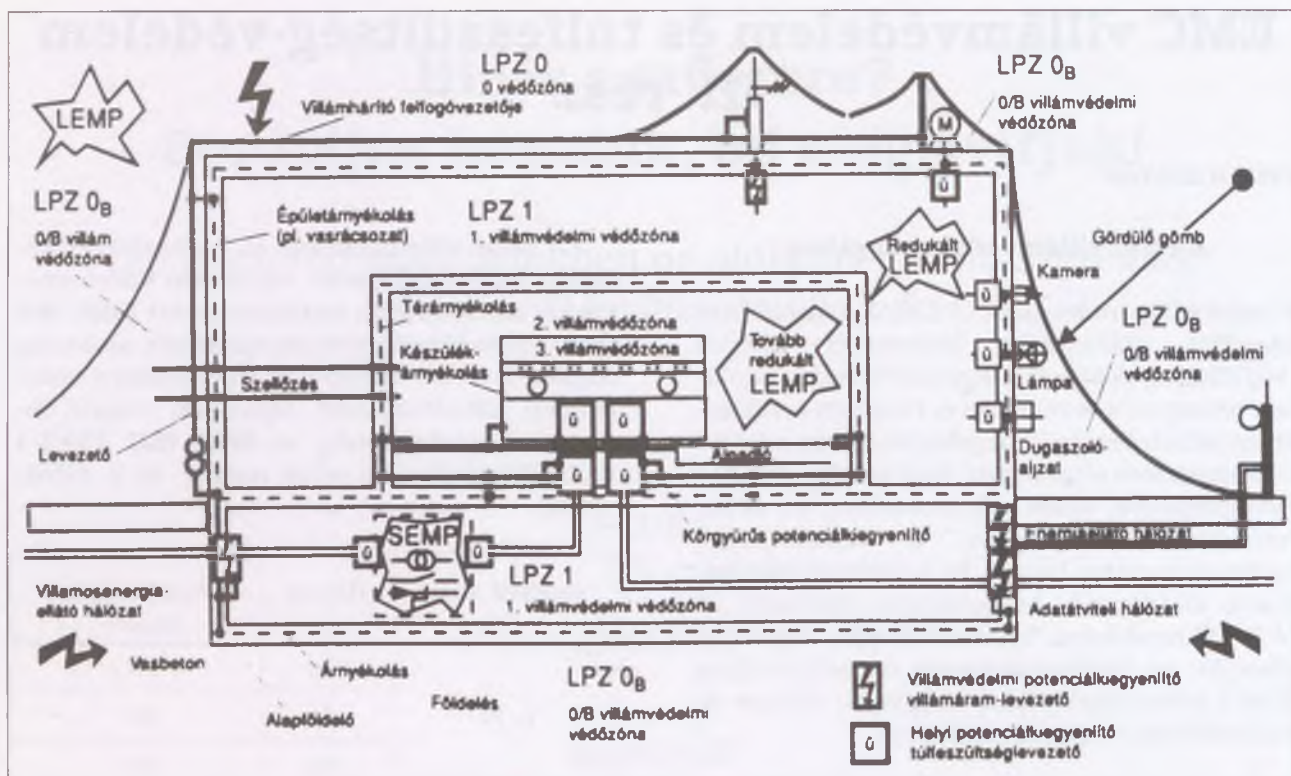 LEMP
LPZ 0
0 védőzóna
Villámhárító felfogóvezetője
LPZ 0B
0/B villámvédelmi
védőzóna
M
LPZ 0B
0/B villám
védőzóna
Épületárnyékolás
(pl. vasrácsozat)
LPZ 1
1. villámvédelmi védőzóna
ü
Redukált
LEMP
Gördülő gömb
Kamera
Térárnyékolás
2. villámvédőzóna
3. villámvédőzóna
Készülék-
árnyékolás
Tovább
redukált
LEMP
ü
ü
ü
LPZ 0B
0/B villámvédelmi
védőzóna
Szellőzés
Lámpa
Levezető
ü
ü
Álpadló
Dugaszoló-
aljzat
ü
ü
ü
SEMP
ü
Körgyűrűs potenciálkiegyenlítő
Energiaellátó hálózat
LPZ 1
1. villámvédelmi védőzóna
Villamosenergia-
ellátó hálózat
Adatátviteli hálózat
Vasbeton
Árnyékolás
Alapföldelő
Földelés
LPZ 0B
0/B villámvédelmi
védőzóna
Villámvédelmi potenciálkiegyenlítő
villámáram-levezető
ü
Helyi potenciálkiegyenlítő
túlfeszültséglevezető